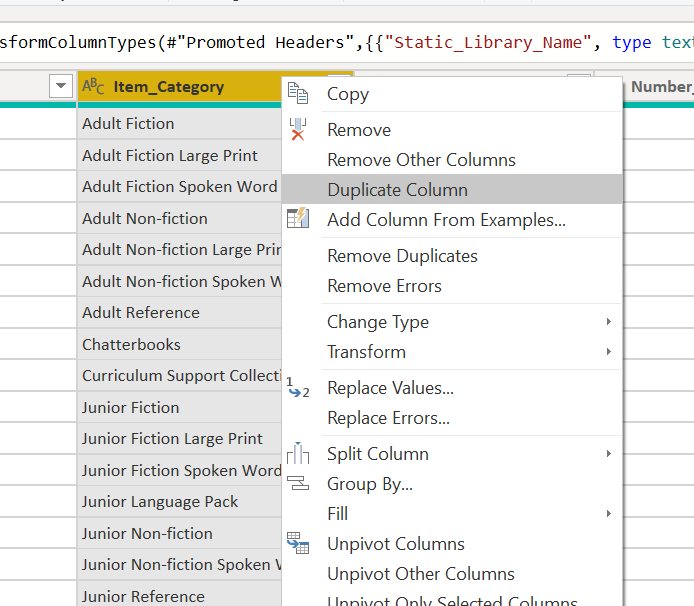 sformColumnTypes(#"Promoted Headers",{{"Static_Library_Name", type text
ABC Item_Category
Number_
Adult Fiction
Adult Fiction Large Print
Adult Fiction Spoken Word
Adult Non-fiction
Adult Non-fiction Large Prin
Adult Non-fiction Spoken W
Adult Reference
Chatterbooks
Curriculum Support Collecti
Junior Fiction
Junior Fiction Large Print
Junior Fiction Spoken Word
Junior Language Pack
Junior Non-fiction
Junior Non-fiction Spoken W
Junior Reference
Copy
Remove
Remove Other Columns
Duplicate Column
Add Column From Examples...
Remove Duplicates
Remove Errors
Change Type
Transform
1
2
Replace Values...
Replace Errors...
Split Column
Group By...
Fill
Unpivot Columns
Unpivot Other Columns
Unpivot Only Selected Columns